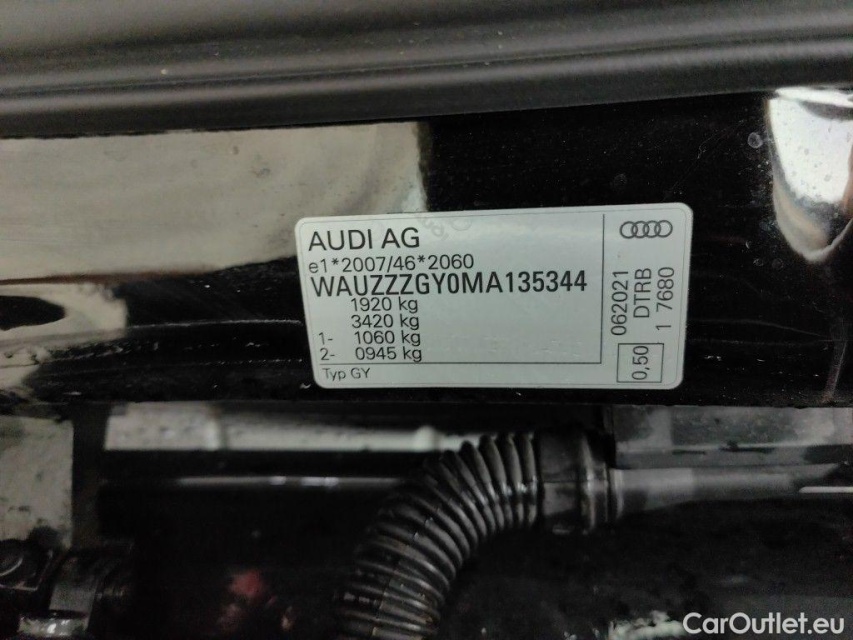 AUDI AG
e1*2007/46*2060
WAUZZZGY0MA135344
1920 kg
3420 kg
1- 1060 kg
2- 0945 kg
Typ GY
062021
DTRB
1 7680
0,50
CarOutlet.eu